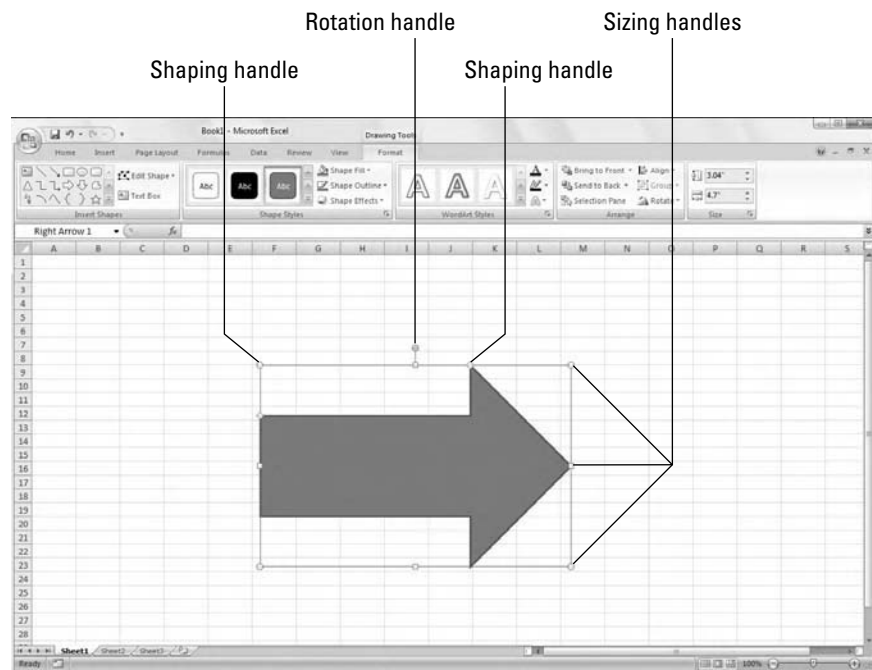 Rotation handle Sizing handles
Shaping handle Shaping handle
Book1 - Microsoft Excel Drawing Tools
Home Insert Page Layout Formulas Data Review View Format
Edit Shape
Text Box
Insert Shapes
Abc Abc Abc
Shape Fill
Shape Outline
Shape Effects
Shape Styles
A A A
WordArt Styles
Bring to Front Align
Send to Back Group
Selection Pane Rotate
Arrange
3.04"
4.7"
Size
Right Arrow 1 fx
A B C D E F G H I J K L M N O P Q R S
1
2
3
4
5
6
7
8
9
10
11
12
13
14
15
16
17
18
19
20
21
22
23
24
25
26
27
28
Sheet1 Sheet2 Sheet3
Ready 100%